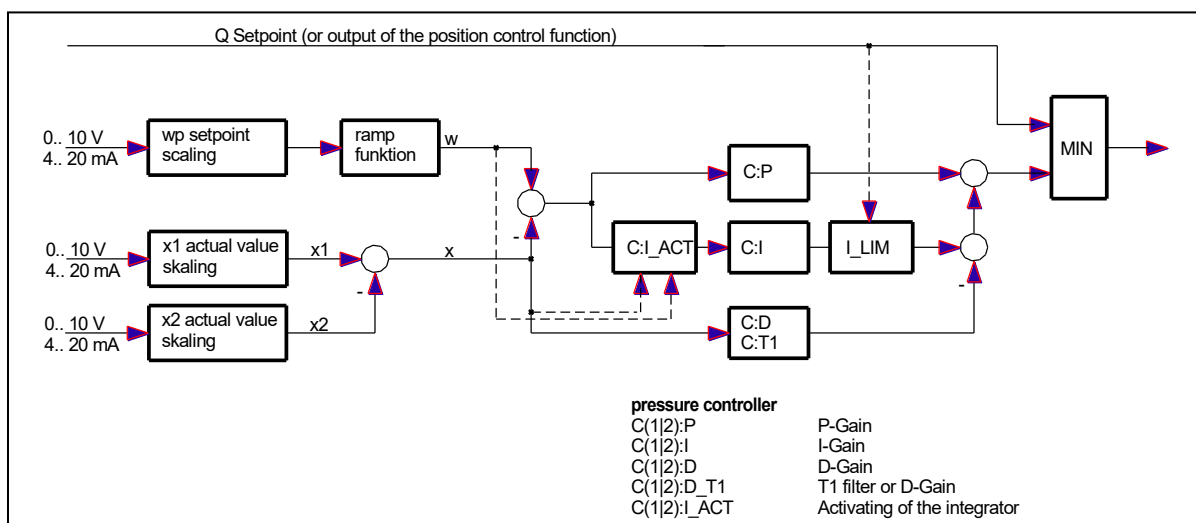 Q Setpoint (or output of the position control function)
0.. 10 V
4.. 20 mA
wp setpoint
scaling
ramp
funktion
w
MIN
C:P
0.. 10 V
4.. 20 mA
x1 actual value
skaling
x1
x
-
-
C:I_ACT
C:I
I_LIM
-
0.. 10 V
4.. 20 mA
x2 actual value
skaling
x2
C:D
C:T1
pressure controller
C(1|2):P P-Gain
C(1|2):I I-Gain
C(1|2):D D-Gain
C(1|2):D_T1 T1 filter or D-Gain
C(1|2):I_ACT Activating of the integrator